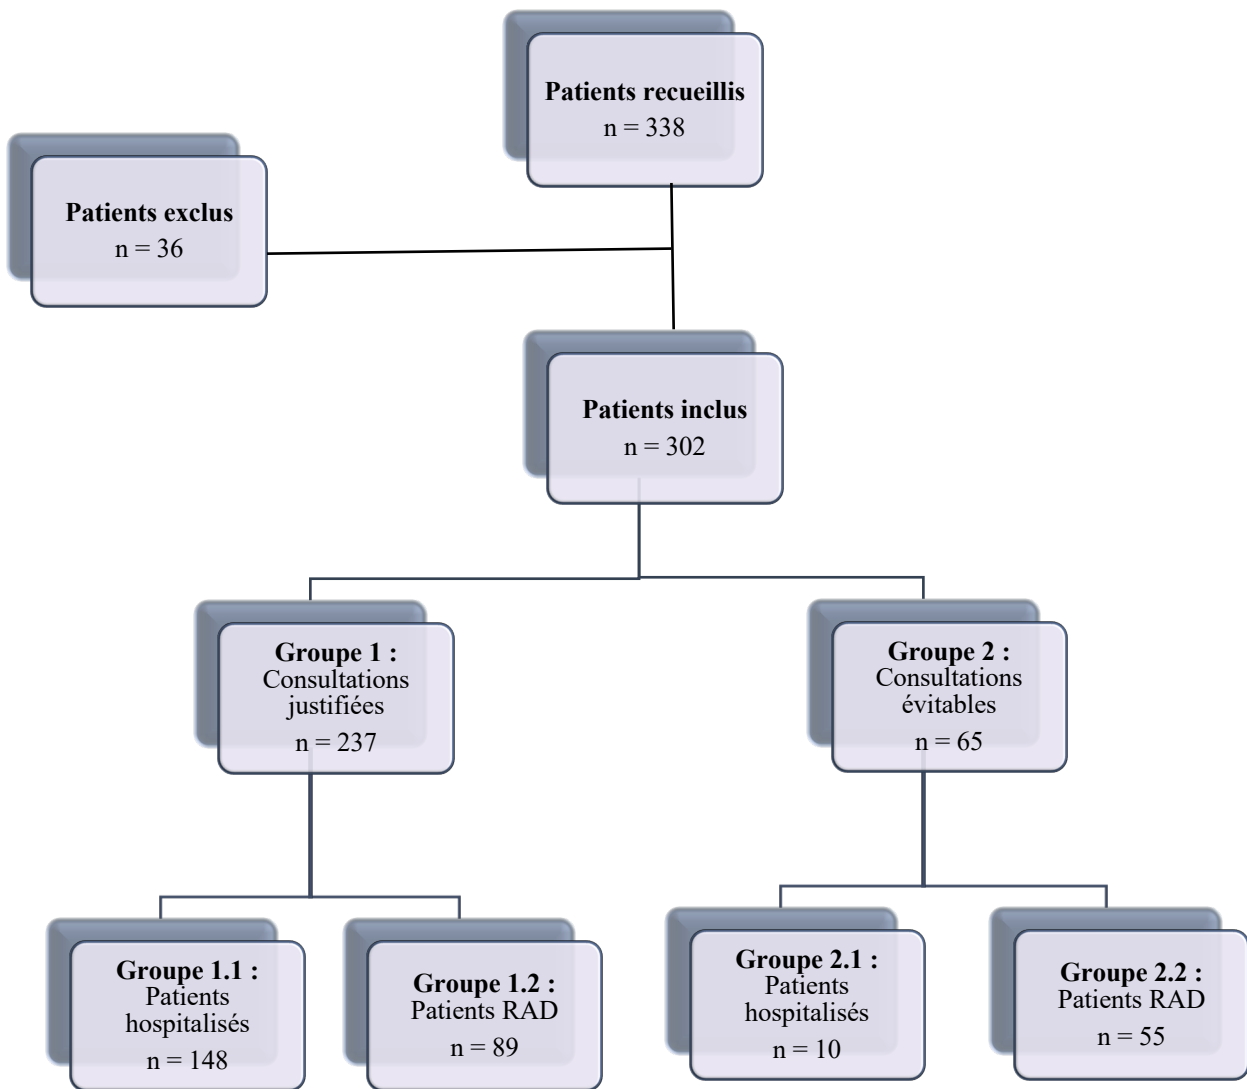 Patients recueillis
n = 338
Patients exclus
n = 36
Patients inclus
n = 302
Groupe 1 :
Consultations
justifiées
n = 237
Groupe 2 :
Consultations
évitables
n = 65
Groupe 1.1 :
Patients
hospitalisés
n = 148
Groupe 1.2 :
Patients RAD
n = 89
Groupe 2.1 :
Patients
hospitalisés
n = 10
Groupe 2.2 :
Patients RAD
n = 55